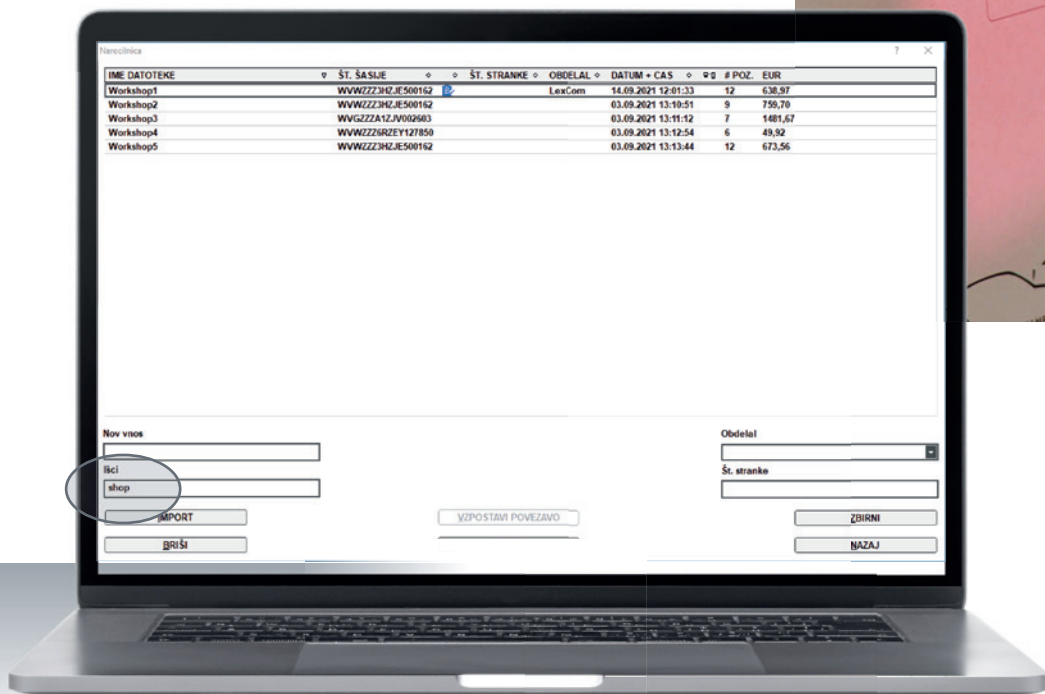 Narocilnica ? ×
IME DATOTEKE ŠT. ŠASIJE ŠT. STRANKE OBDELAL DATUM + CAS # POZ. EUR
Workshop1 WVWZZZ3HZJE500162 LexCom 14.09.2021 12:01:33 12 638,97
Workshop2 WVWZZZ3HZJE500162 03.09.2021 13:10:51 9 759,70
Workshop3 WVGZZZA1ZJV002603 03.09.2021 13:11:12 7 1481,67
Workshop4 WVWZZZ6RZEY127850 03.09.2021 13:12:54 6 49,92
Workshop5 WVWZZZ3HZJE500162 03.09.2021 13:13:44 12 673,56
Nov vnos Obdelal
Išci Št. stranke
shop
IMPORT VZPOSTAVI POVEZAVO ZBIRNI
BRIŠI NAZAJ